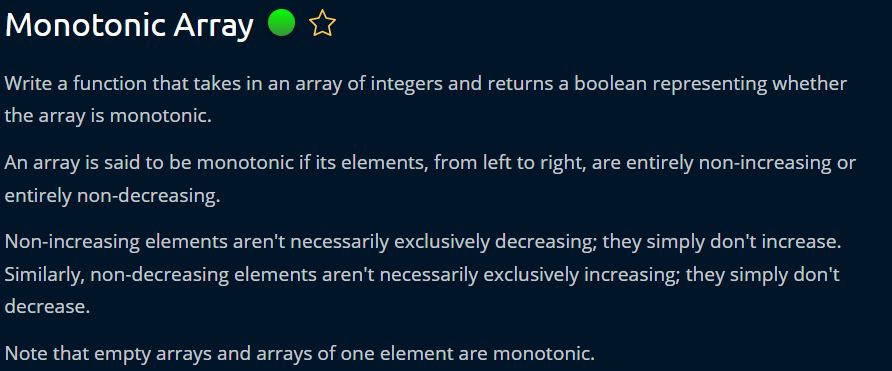 Monotonic Array
Write a function that takes in an array of integers and returns a boolean representing whether
the array is monotonic.
An array is said to be monotonic if its elements, from left to right, are entirely non-increasing or
entirely non-decreasing.
Non-increasing elements aren't necessarily exclusively decreasing; they simply don't increase.
Similarly, non-decreasing elements aren't necessarily exclusively increasing; they simply don't
decrease.
Note that empty arrays and arrays of one element are monotonic.